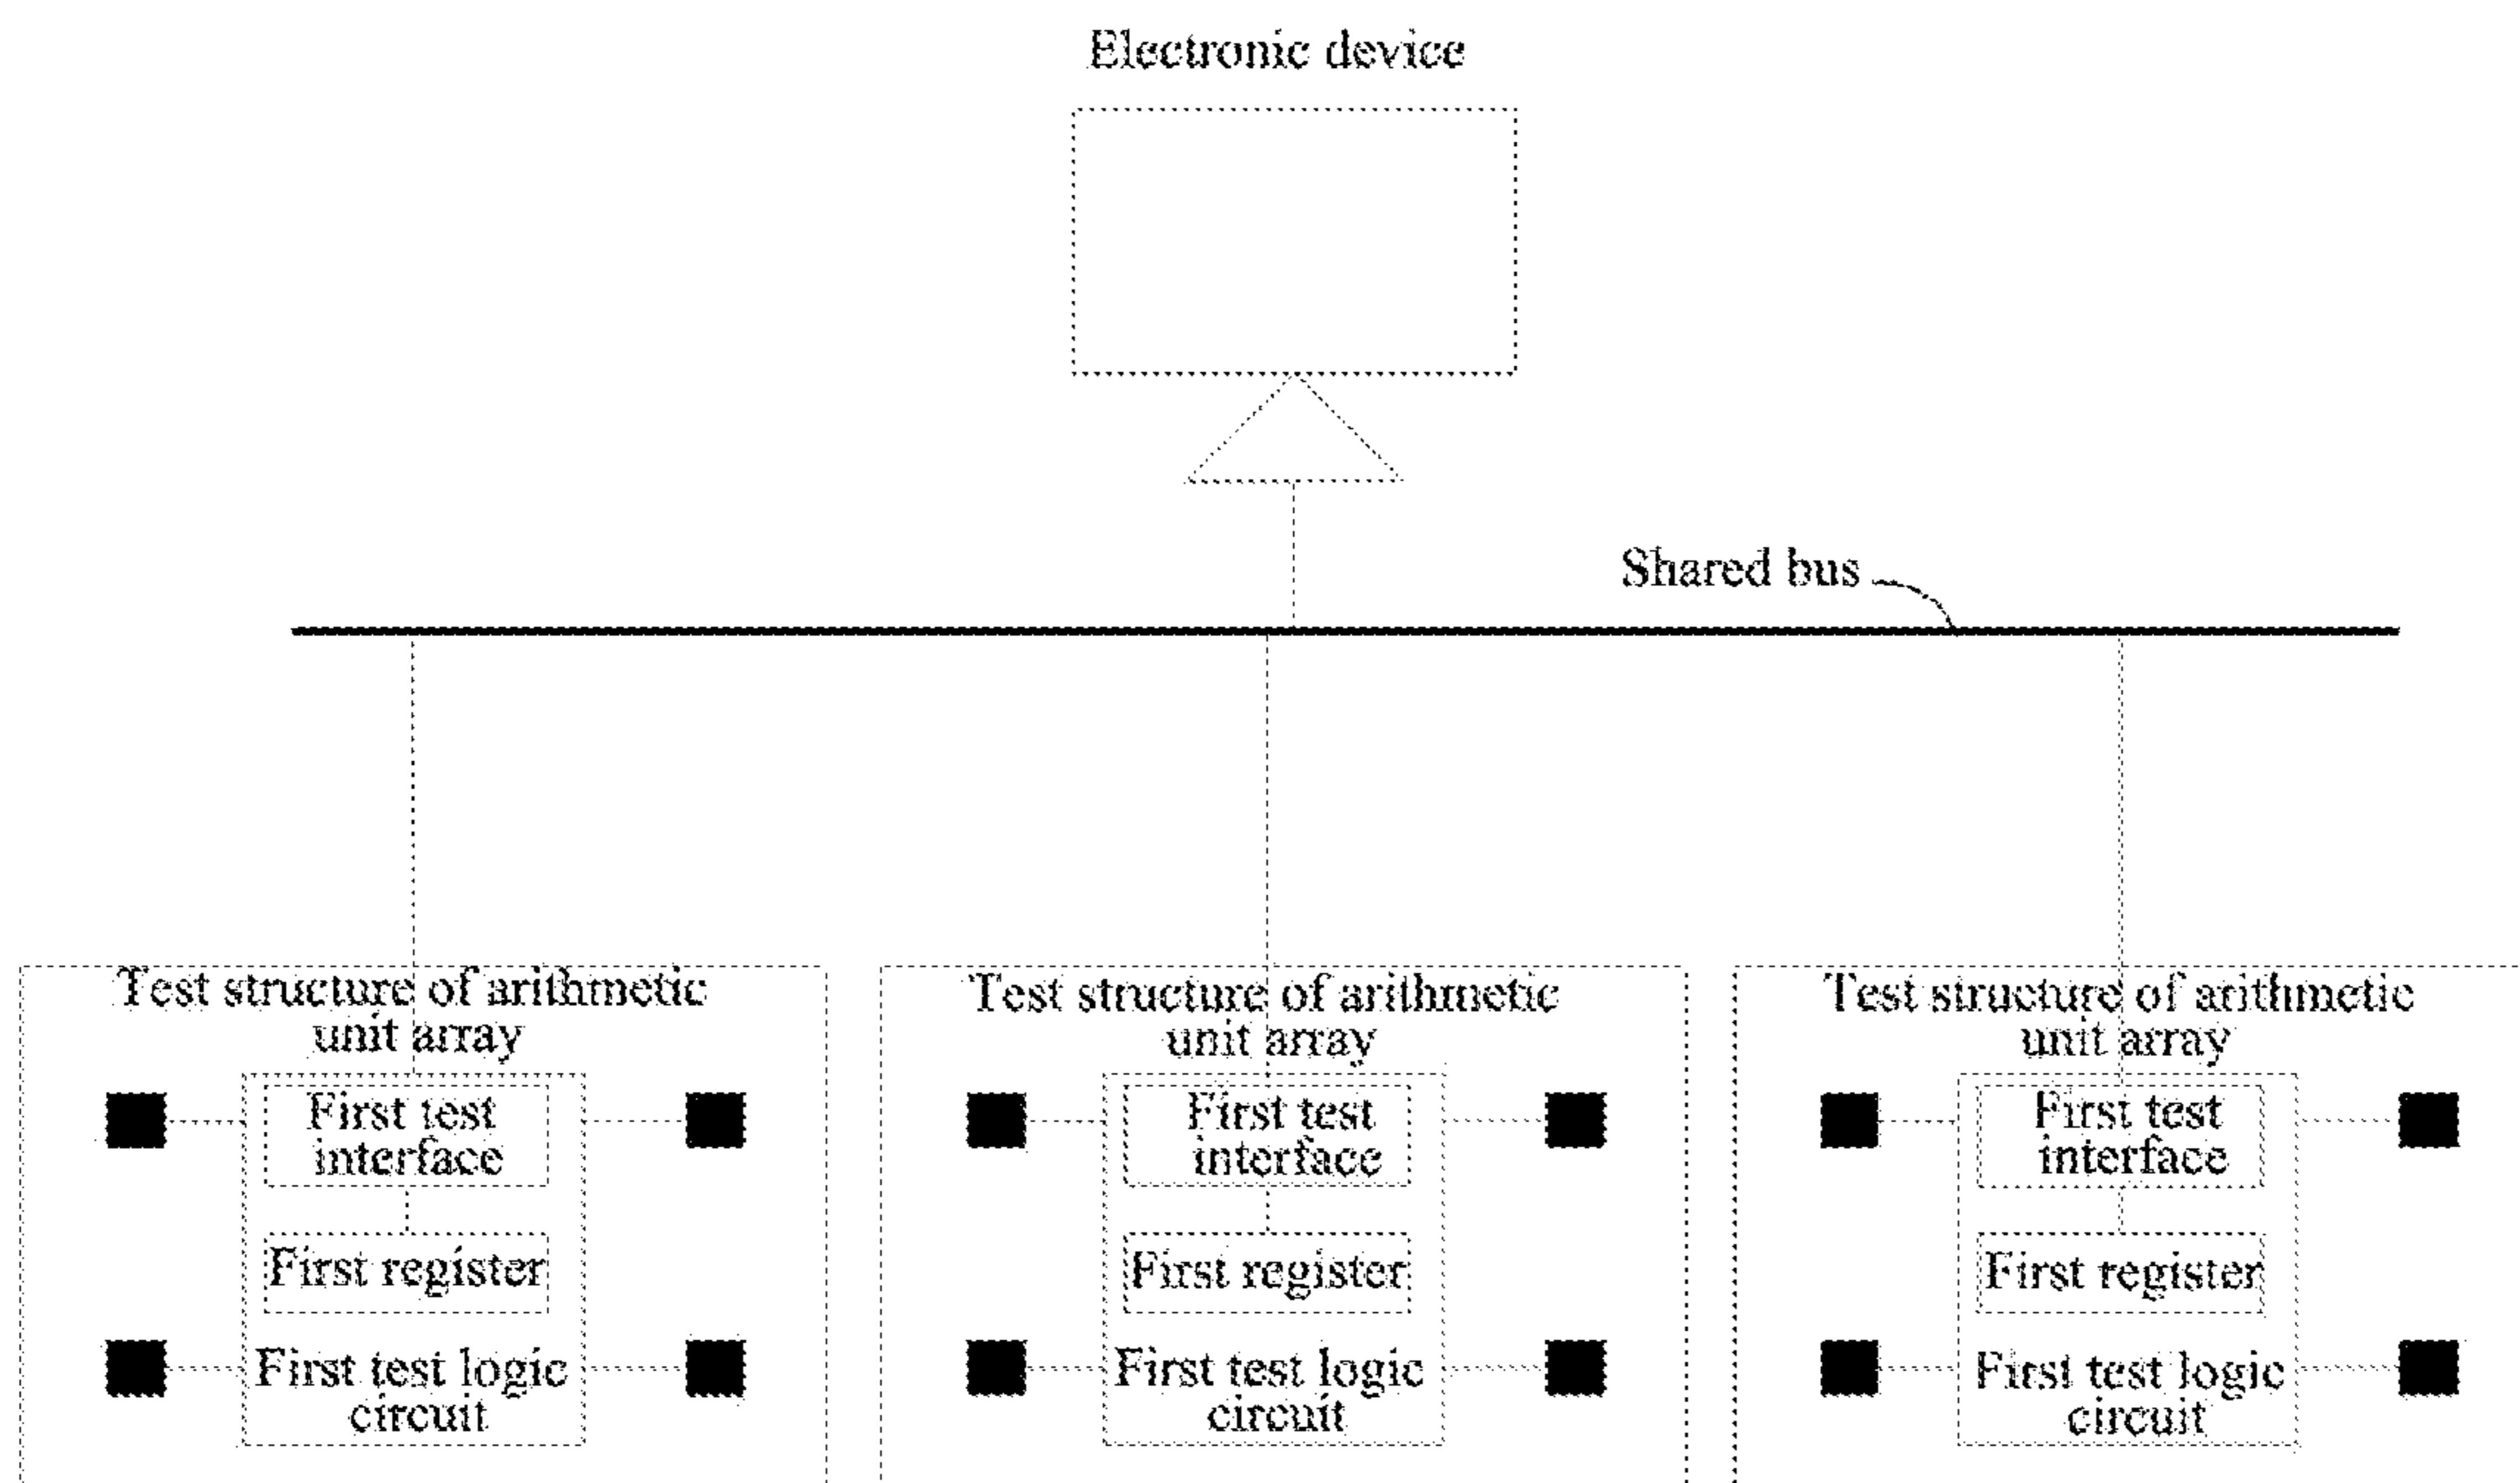 Electronic device
Shared bus
Test structure of arithmetic
unit array
First test
interface
First register
First test logic
circuit
Test structure of arithmetic
unit array
First test
interface
First register
First test logic
circuit
Test structure of arithmetic
unit array
First test
interface
First register
First test logic
circuit